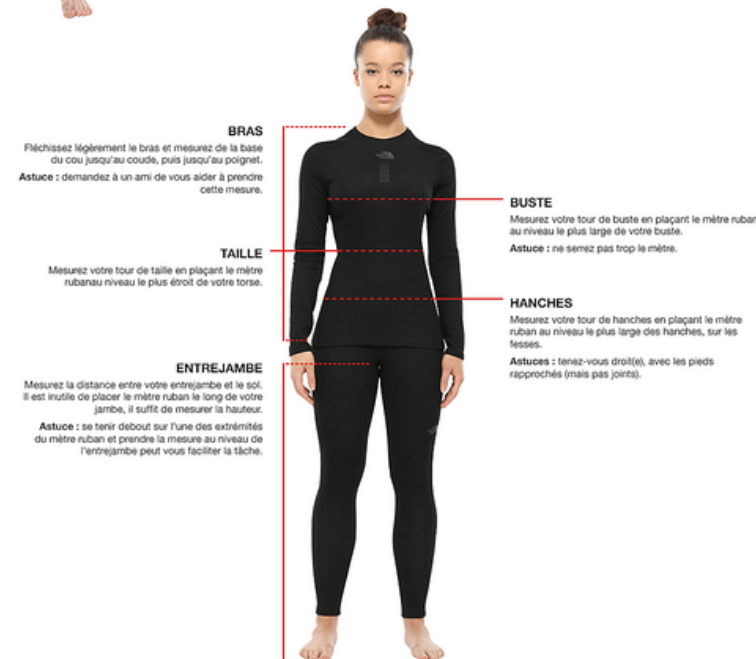 BRAS
Fléchissez légèrement le bras et mesurez de la base
du cou jusqu'au coude, puis jusqu'au poignet.
Astuce : demandez à un ami de vous aider à prendre
cette mesure.
TAILLE
Mesurez votre tour de taille en plaçant le mètre
rubanau niveau le plus étroit de votre torse.
ENTREJAMBE
Mesurez la distance entre votre entrejambe et le sol.
Il est inutile de placer le mètre ruban le long de votre
jambe, il suffit de mesurer la hauteur.
Astuce : se tenir debout sur l'une des extrémités
du mètre ruban et prendre la mesure au niveau de
l'entrejambe peut vous faciliter la tâche.
BUSTE
Mesurez votre tour de buste en plaçant le mètre ruban
au niveau le plus large de votre buste.
Astuce : ne serrez pas trop le mètre.
HANCHES
Mesurez votre tour de hanches en plaçant le mètre
ruban au niveau le plus large des hanches, sur les
fesses.
Astuces : tenez-vous droit(e), avec les pieds
rapprochés (mais pas joints).